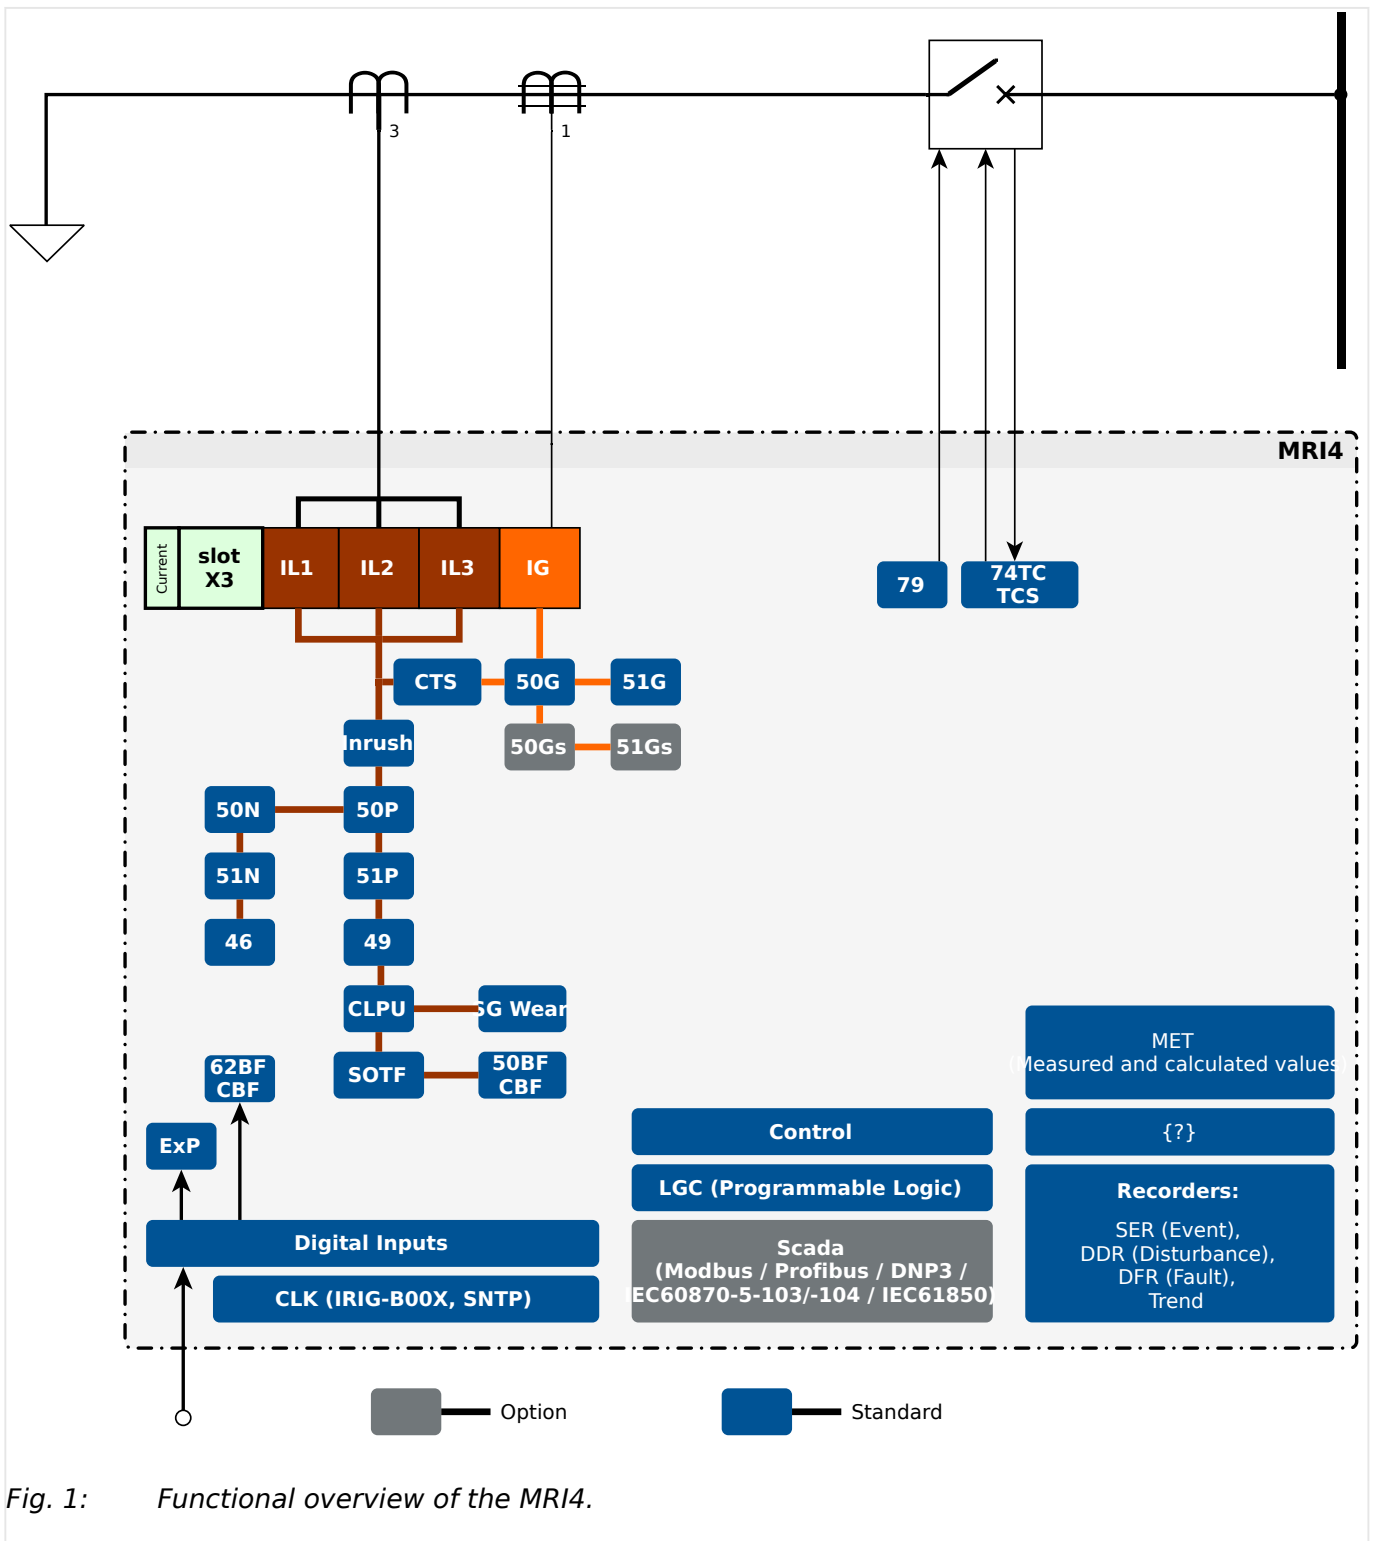 3
1
MRI4
Current
slot
X3
IL1
IL2
IL3
IG
79
74TC
TCS
CTS
50G
51G
Inrush
50Gs
51Gs
50N
50P
51N
51P
46
49
CLPU
SG Wear
62BF
CBF
SOTF
50BF
CBF
ExP
Digital Inputs
CLK (IRIG-B00X, SNTP)
Control
LGC (Programmable Logic)
Scada
(Modbus / Profibus / DNP3 /
IEC60870-5-103/-104 / IEC61850)
MET
(Measured and calculated values)
{?}
Recorders:
SER (Event),
DDR (Disturbance),
DFR (Fault),
Trend
Option
Standard
Fig. 1: Functional overview of the MRI4.